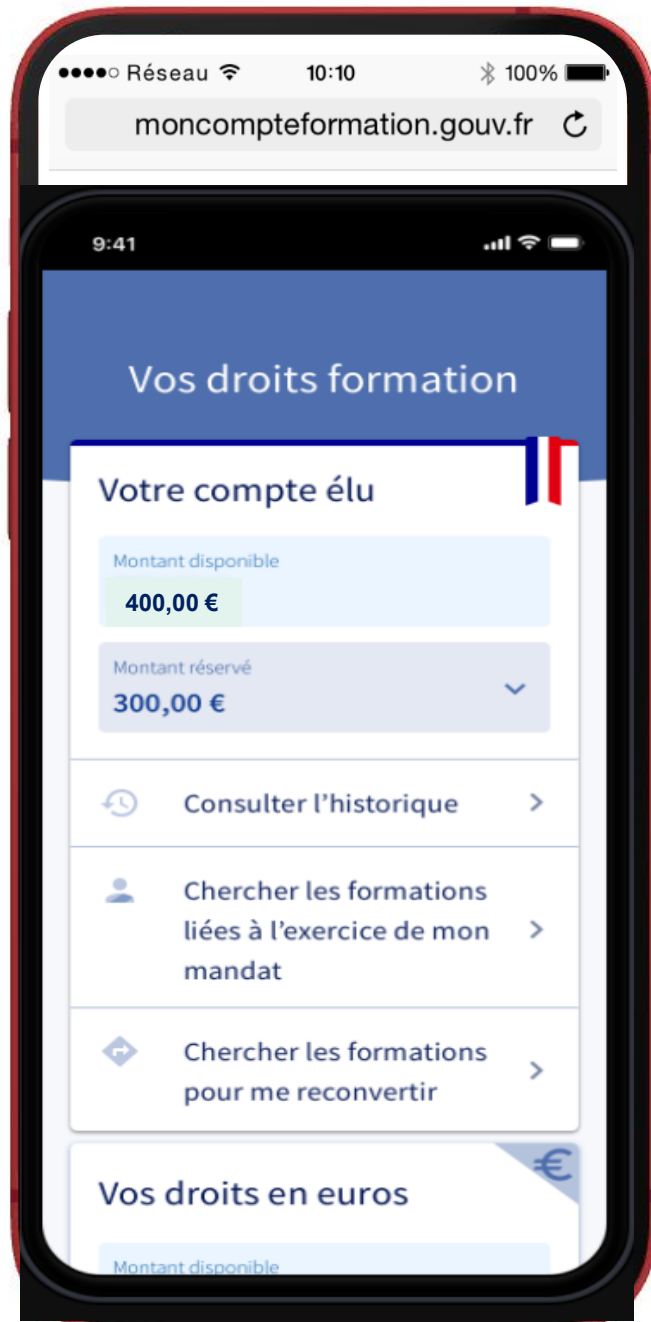 Réseau 10:10 100%
moncompteformation.gouv.fr
9:41
Vos droits formation
Votre compte élu
Montant disponible
400,00 €
Montant réservé
300,00 €
Consulter l’historique
Chercher les formations
liées à l’exercice de mon
mandat
Chercher les formations
pour me reconvertir
€
Vos droits en euros
Montant disponible